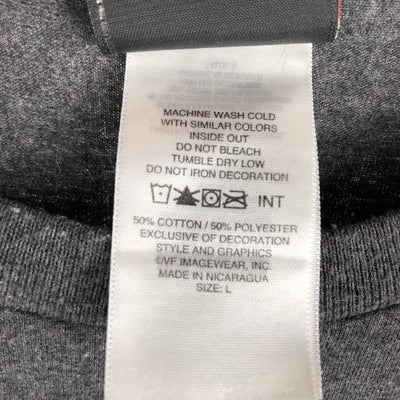 MACHINE WASH COLD
WITH SIMILAR COLORS
INSIDE OUT
DO NOT BLEACH
TUMBLE DRY LOW
DO NOT IRON DECORATION
INT
50% COTTON / 50% POLYESTER
EXCLUSIVE OF DECORATION
STYLE AND GRAPHICS
©VF IMAGEWEAR, INC.
MADE IN NICARAGUA
SIZE: L